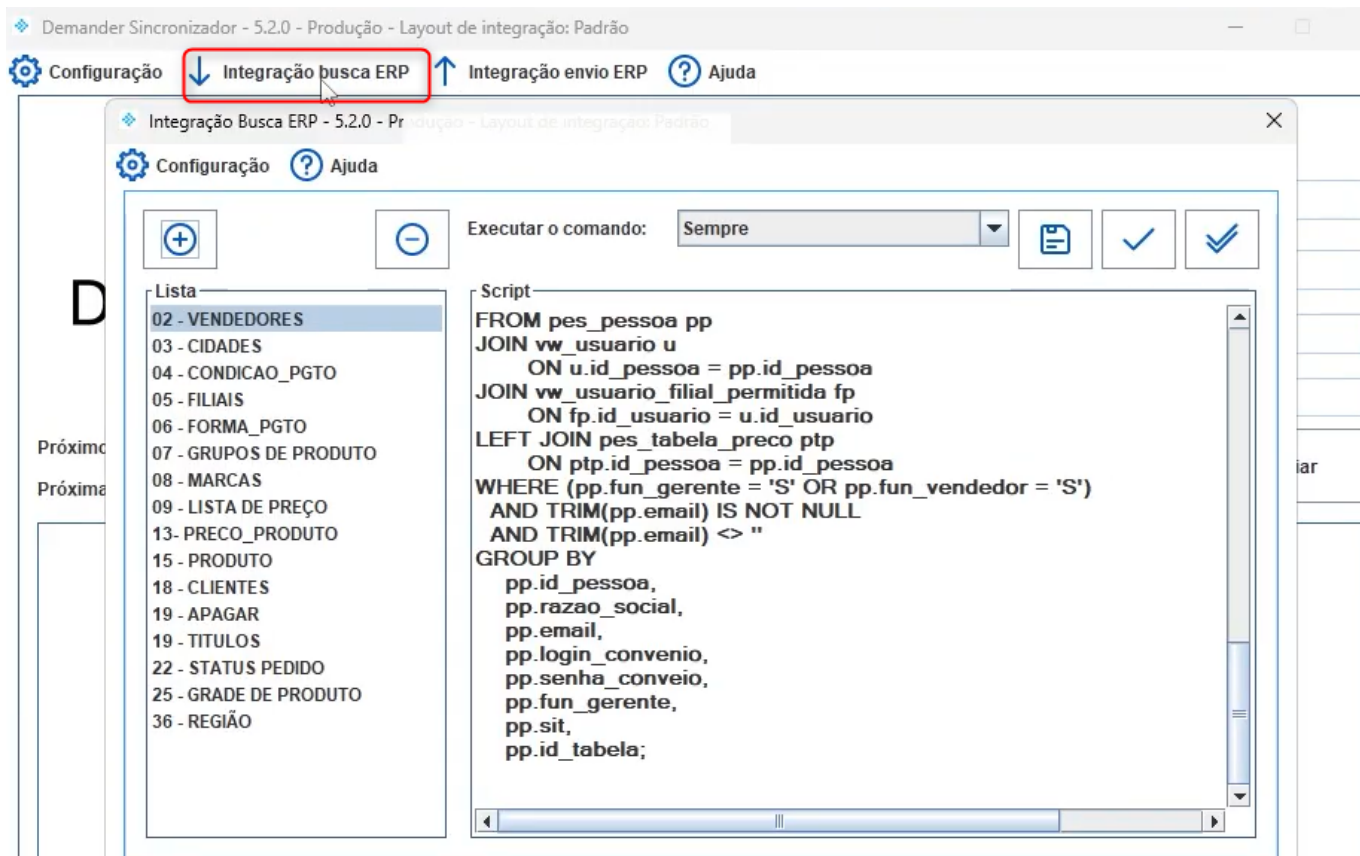 Demander Sincronizador - 5.2.0 - Produção - Layout de integração: Padrão
Configuração Integração busca ERP Integração envio ERP Ajuda
Integração Busca ERP - 5.2.0 - Produção - Layout de integração: Padrão
Configuração Ajuda
Executar o comando: Sempre
D
Próximo
Próxima
iar
Lista
02 - VENDEDORES
03 - CIDADES
04 - CONDICAO_PGTO
05 - FILIAIS
06 - FORMA_PGTO
07 - GRUPOS DE PRODUTO
08 - MARCAS
09 - LISTA DE PREÇO
13- PRECO_PRODUTO
15 - PRODUTO
18 - CLIENTES
19 - APAGAR
19 - TITULOS
22 - STATUS PEDIDO
25 - GRADE DE PRODUTO
36 - REGIÃO
Script
FROM pes_pessoa pp
JOIN vw_usuario u
ON u.id_pessoa = pp.id_pessoa
JOIN vw_usuario_filial_permitida fp
ON fp.id_usuario = u.id_usuario
LEFT JOIN pes_tabela_preco ptp
ON ptp.id_pessoa = pp.id_pessoa
WHERE (pp.fun_gerente = 'S' OR pp.fun_vendedor = 'S')
AND TRIM(pp.email) IS NOT NULL
AND TRIM(pp.email) <> ''
GROUP BY
pp.id_pessoa,
pp.razao_social,
pp.email,
pp.login_convenio,
pp.senha_conveio,
pp.fun_gerente,
pp.sit,
pp.id_tabela;